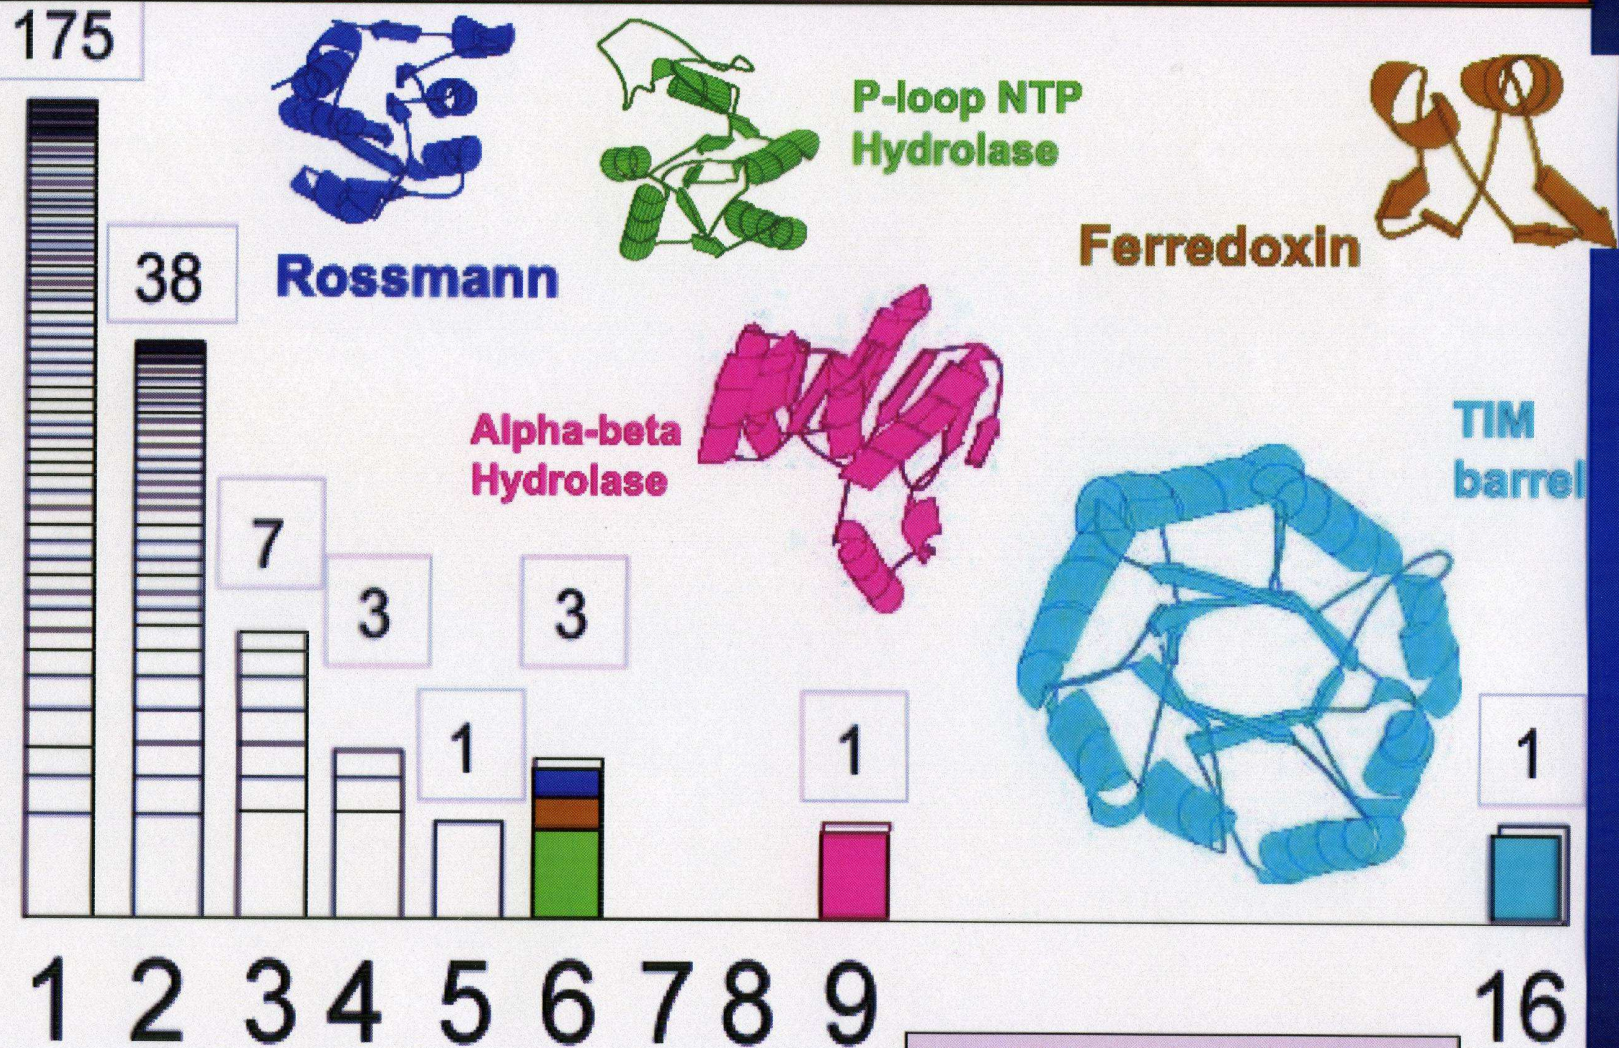 175
38
7
3
1
3
1
1
Rossmann
P-loop NTP
Hydrolase
Ferredoxin
Alpha-beta
Hydrolase
TIM
barrel
1 2 3 4 5 6 7 8 9 16